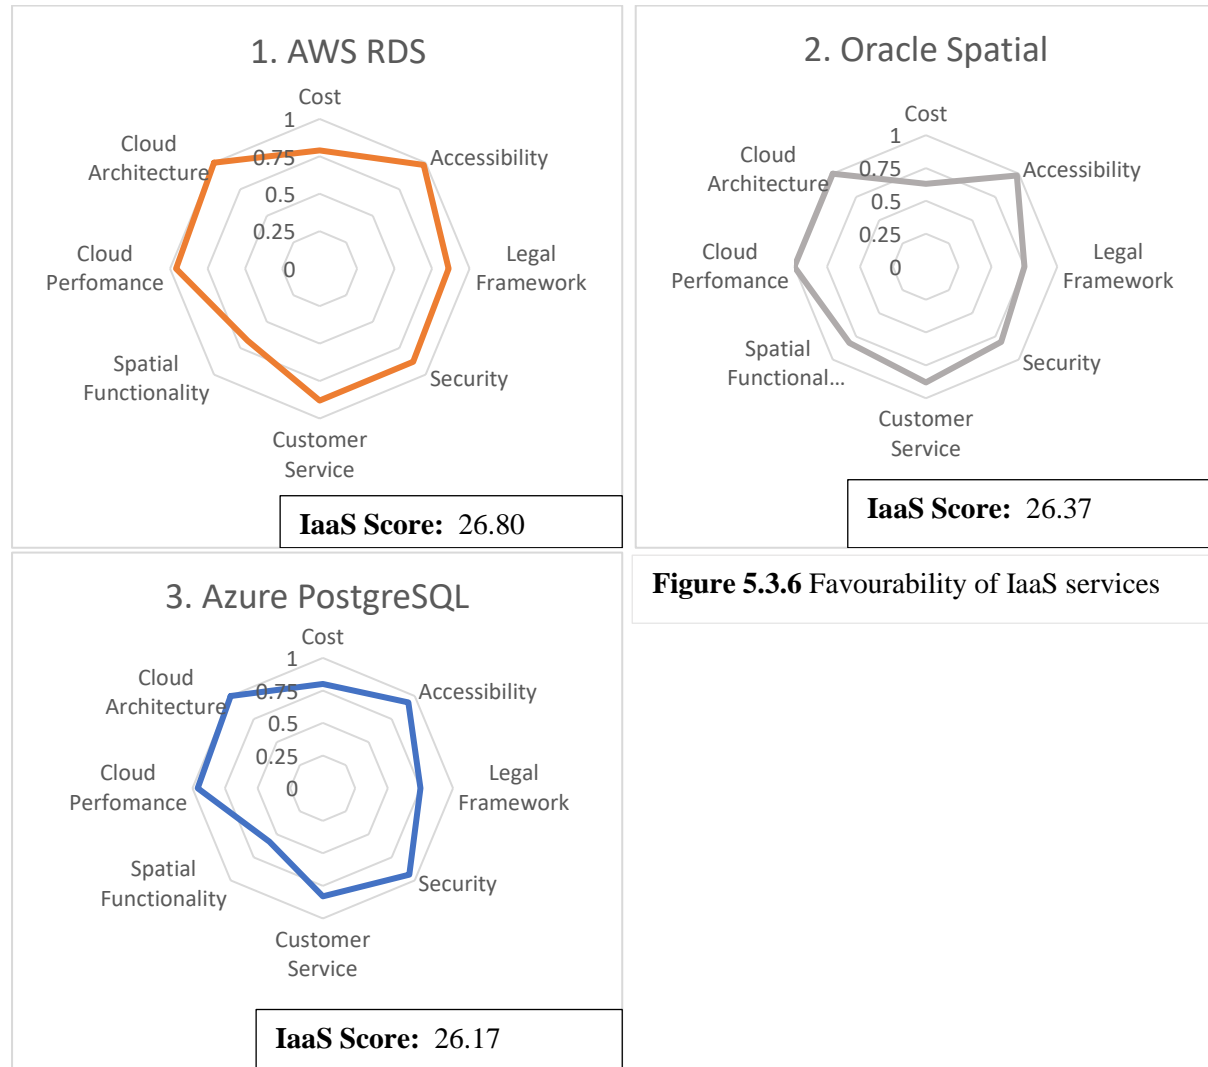 1. AWS RDS
Cost
1
0.75
0.5
0.25
0
Accessibility
Legal
Framework
Security
Customer
Service
Spatial
Functionality
Cloud
Perfomance
Cloud
Architecture
IaaS Score: 26.80
2. Oracle Spatial
Cost
1
0.75
0.5
0.25
0
Accessibility
Legal
Framework
Security
Customer
Service
Spatial
Functional...
Cloud
Perfomance
Cloud
Architecture
IaaS Score: 26.37
3. Azure PostgreSQL
Cost
1
0.75
0.5
0.25
0
Accessibility
Legal
Framework
Security
Customer
Service
Spatial
Functionality
Cloud
Perfomance
Cloud
Architecture
IaaS Score: 26.17
Figure 5.3.6 Favourability of IaaS services